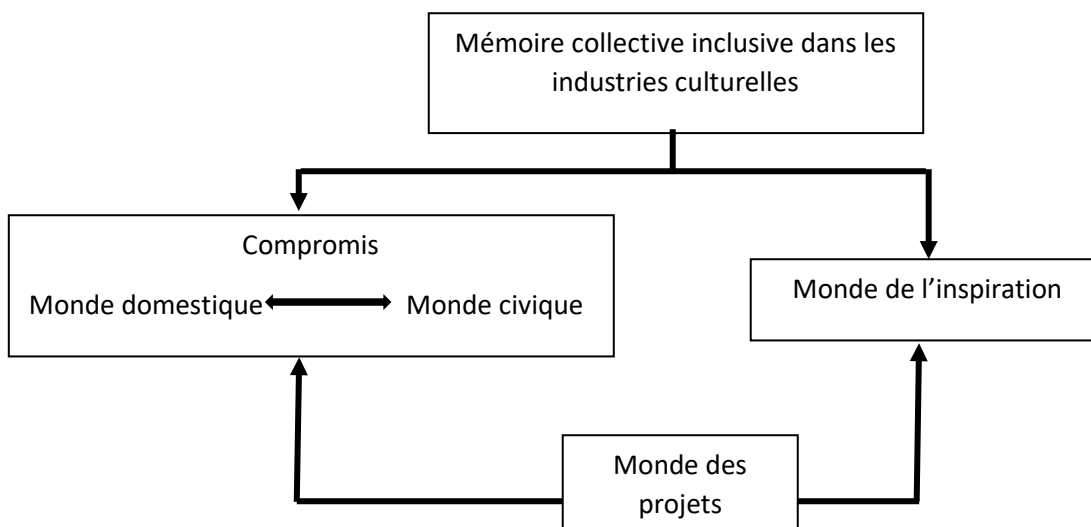 Mémoire collective inclusive dans les
industries culturelles
Compromis
Monde domestique Monde civique
Monde de l’inspiration
Monde des
projets